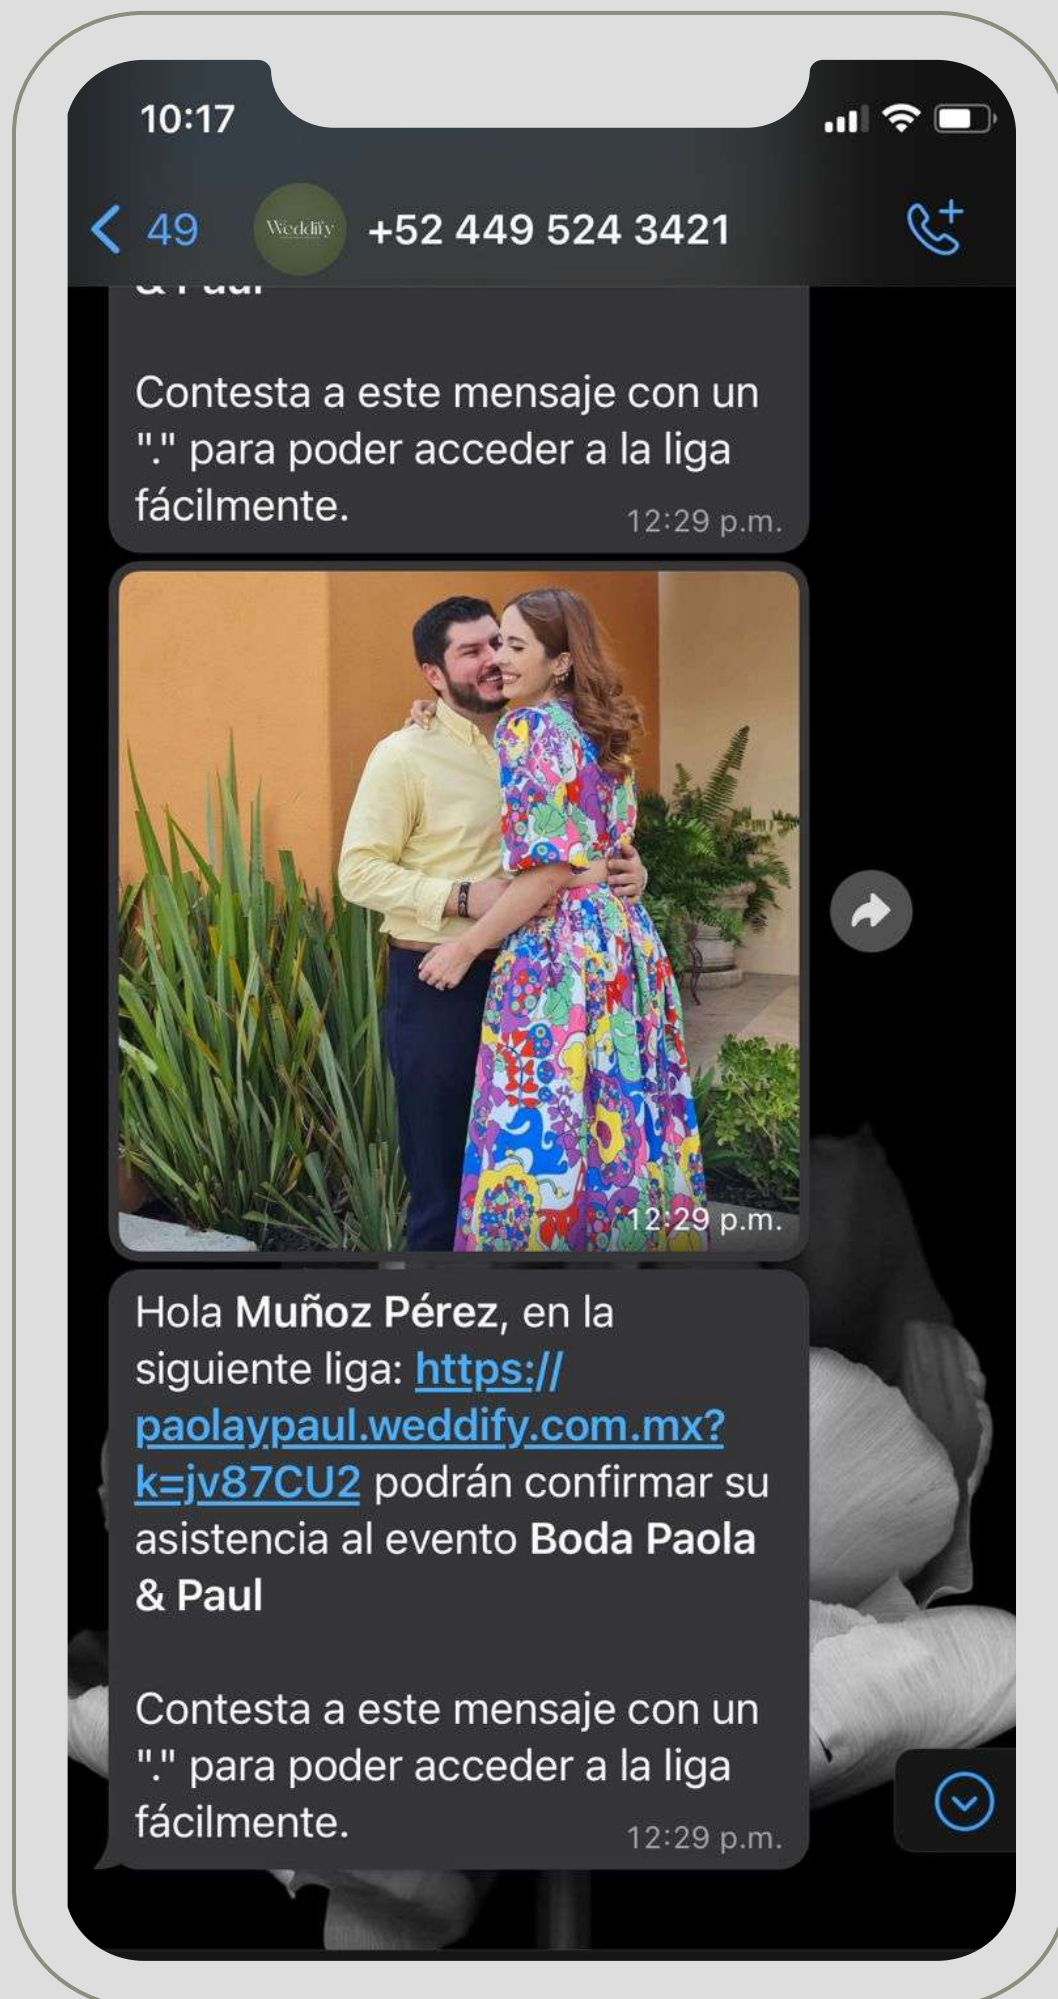 10:17
49
Weddify
+52 449 524 3421
& Paul
Contesta a este mensaje con un
"." para poder acceder a la liga
fácilmente.
12:29 p.m.
12:29 p.m.
Hola Muñoz Pérez, en la
siguiente liga: https://
paolaypaul.weddify.com.mx?
k=jv87CU2 podrán confirmar su
asistencia al evento Boda Paola
& Paul
Contesta a este mensaje con un
"." para poder acceder a la liga
fácilmente.
12:29 p.m.